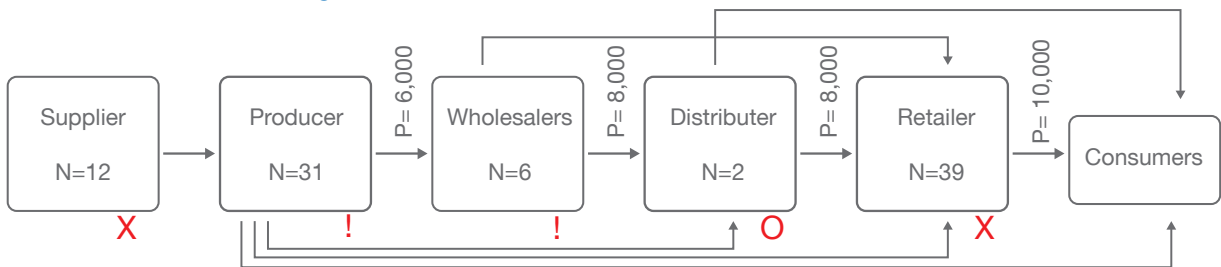 Supplier
N=12
X
Producer
N=31
!
P= 6,000
Wholesalers
N=6
!
P= 8,000
Distributer
N=2
O
P= 8,000
Retailer
N=39
X
P= 10,000
Consumers